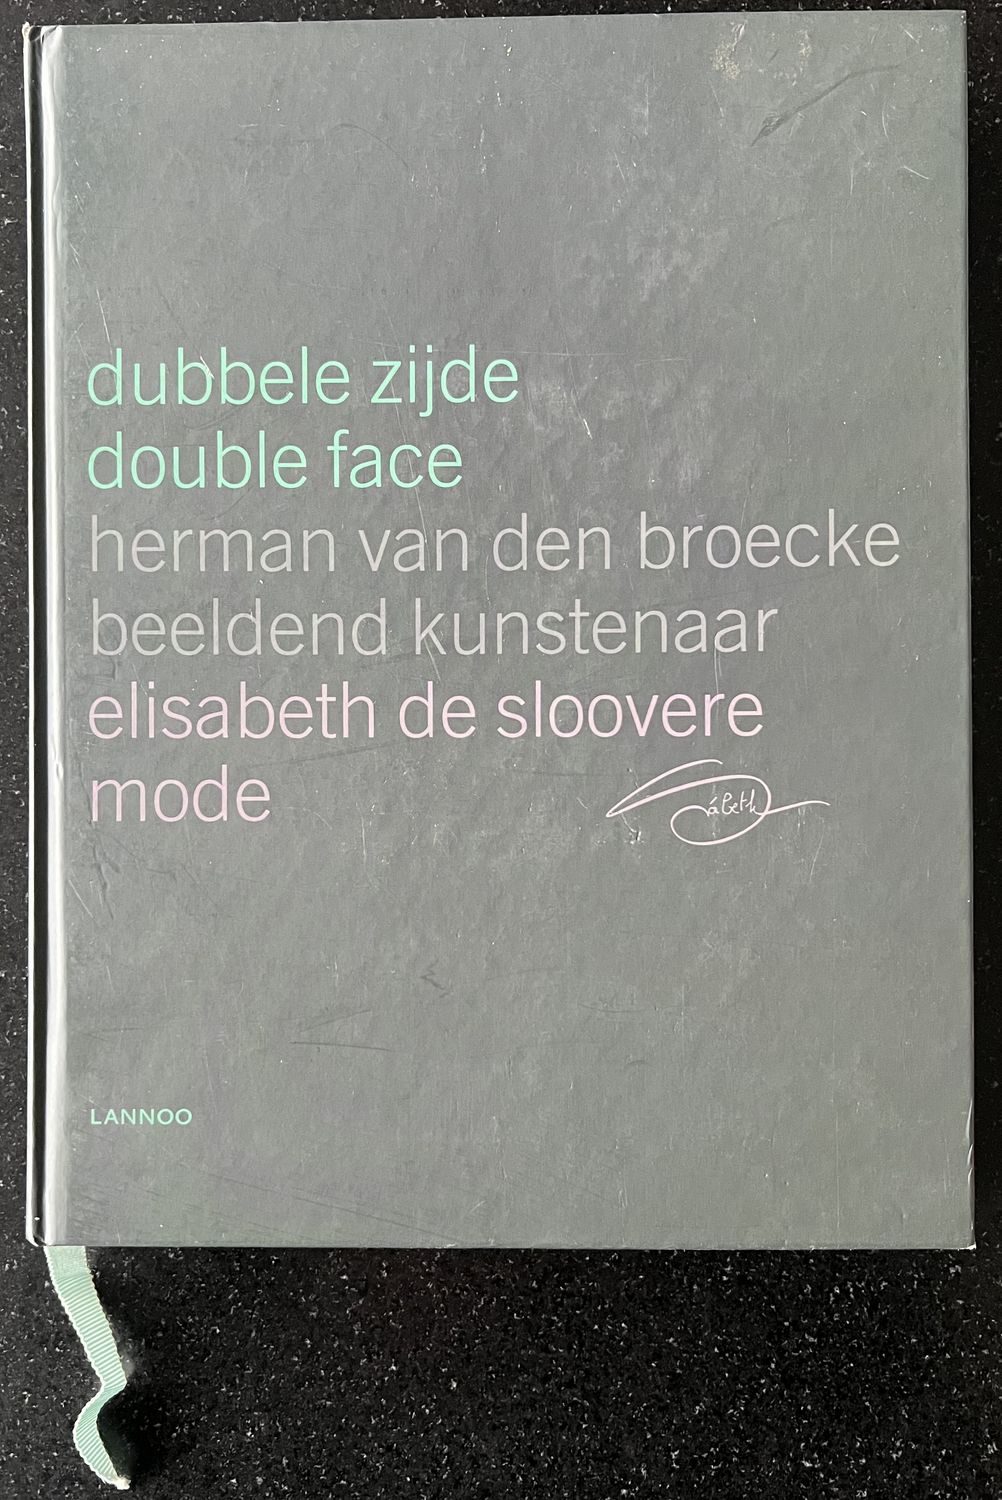 dubbele zijde
double face
herman van den broecke
beeldend kunstenaar
elisabeth de sloovere
mode
LANNOO